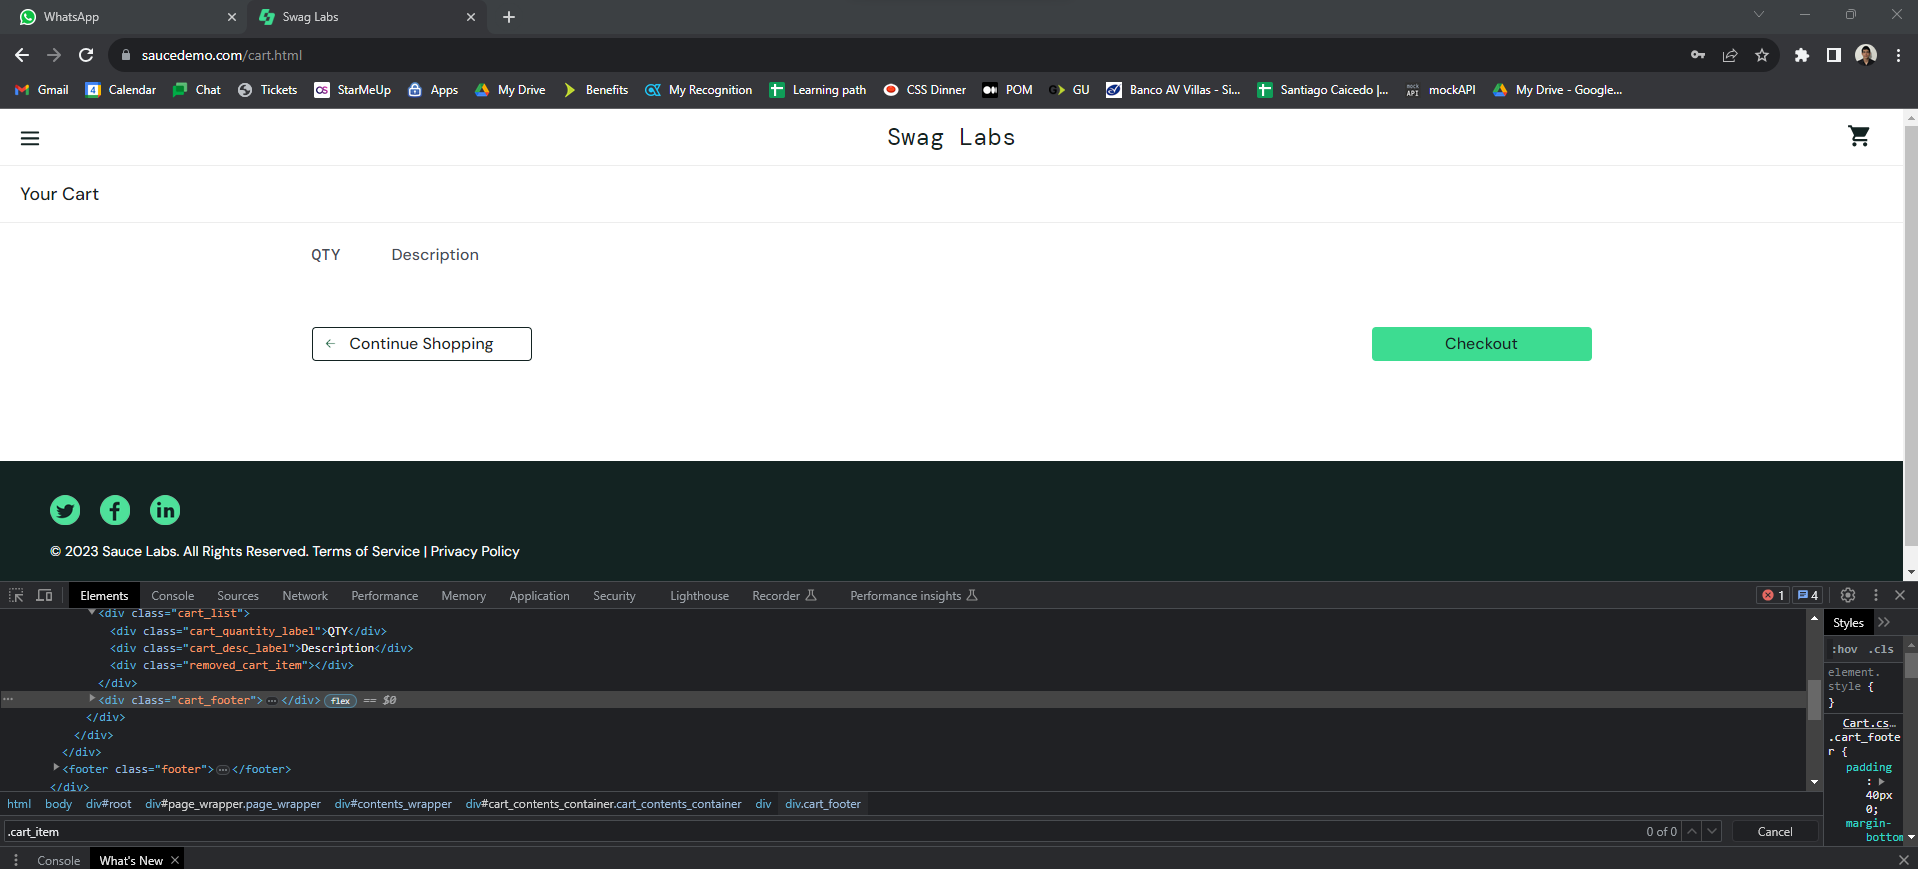 WhatsApp
Swag Labs
saucedemo.com/cart.html
Gmail
4 Calendar
Chat
Tickets
OS StarMeUp
Apps
My Drive
Benefits
My Recognition
Learning path
CSS Dinner
POM
GU
Banco AV Villas - Si...
Santiago Caicedo |...
mock API mockAPI
My Drive - Google...
Swag Labs
Your Cart
QTY Description
Continue Shopping Checkout
© 2023 Sauce Labs. All Rights Reserved. Terms of Service | Privacy Policy
Elements Console Sources Network Performance Memory Application Security Lighthouse Recorder Performance insights 1 4
<div class="cart_list">
<div class="cart_quantity_label">QTY</div>
<div class="cart_desc_label">Description</div>
<div class="removed_cart_item"></div>
</div>
<div class="cart_footer">…</div> flex == $0
</div>
</div>
</div>
<footer class="footer">…</footer>
</div>
html body div#root div#page_wrapper.page_wrapper div#contents_wrapper div#cart_contents_container.cart_contents_container div div.cart_footer
.cart_item 0 of 0 Cancel
Console What's New
Styles
:hov .cls
element.
style {
}
Cart.cs…
.cart_foote
r {
padding
:
40px
0;
margin-
bottom